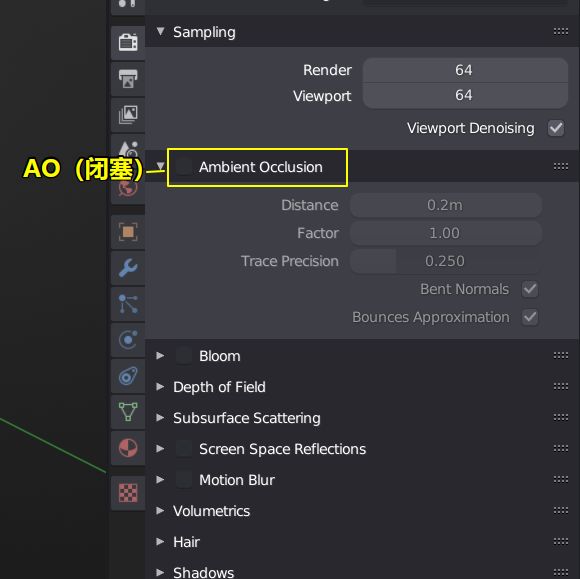 Sampling
Render 64
Viewport 64
Viewport Denoising
AO（闭塞）
Ambient Occlusion
Distance 0.2m
Factor 1.00
Trace Precision 0.250
Bent Normals
Bounces Approximation
Bloom
Depth of Field
Subsurface Scattering
Screen Space Reflections
Motion Blur
Volumetrics
Hair
Shadows